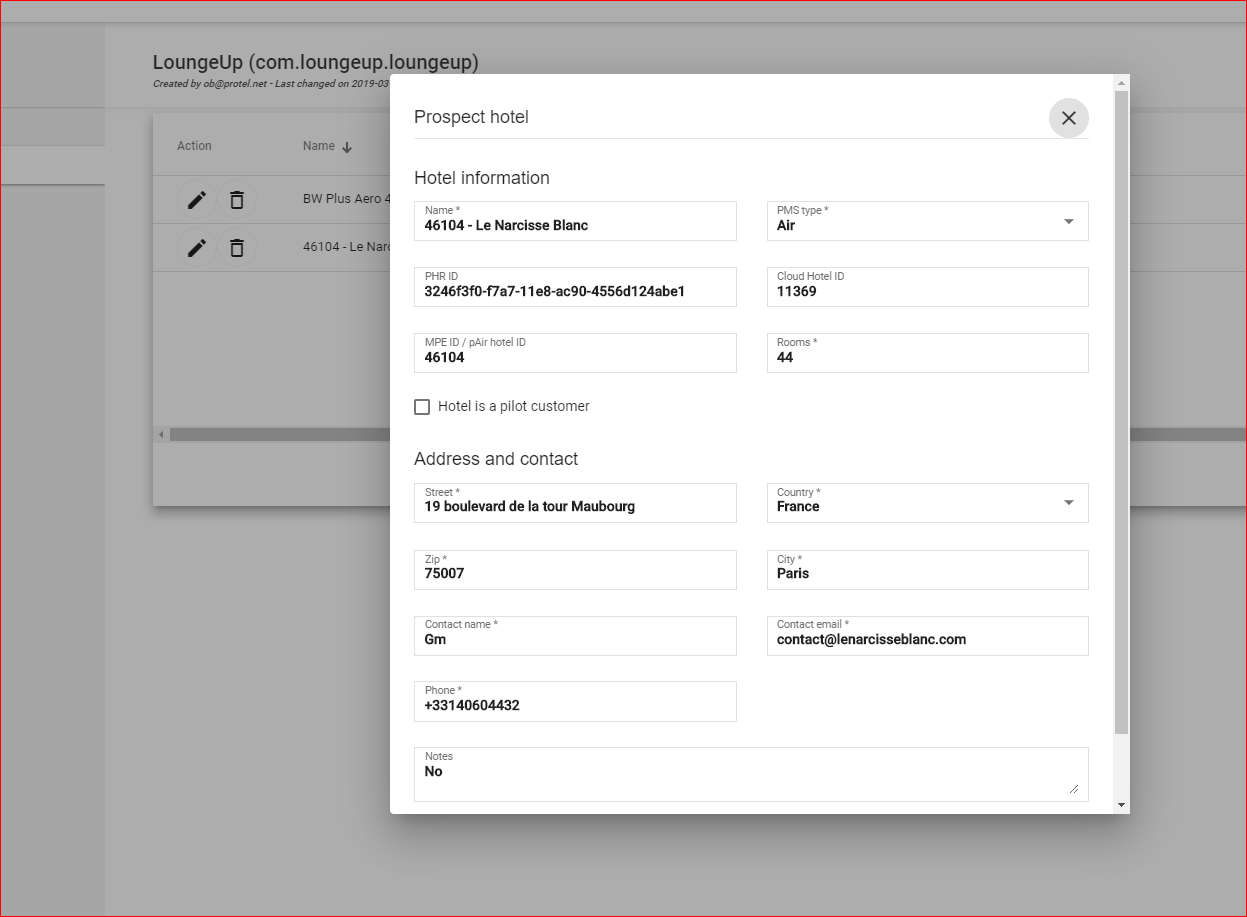 LoungeUp (com.loungeup.loungeup)
Created by ob@protel.net - Last changed on 2019-03
Action
Name
BW Plus Aero 4
46104 - Le Narc
Prospect hotel
Hotel information
Name *
46104 - Le Narcisse Blanc
PMS type *
Air
PHR ID
3246f3f0-f7a7-11e8-ac90-4556d124abe1
Cloud Hotel ID
11369
MPE ID / pAir hotel ID
46104
Rooms *
44
Hotel is a pilot customer
Address and contact
Street *
19 boulevard de la tour Maubourg
Country *
France
Zip *
75007
City *
Paris
Contact name *
Gm
Contact email *
contact@lenarcisseblanc.com
Phone *
+33140604432
Notes
No